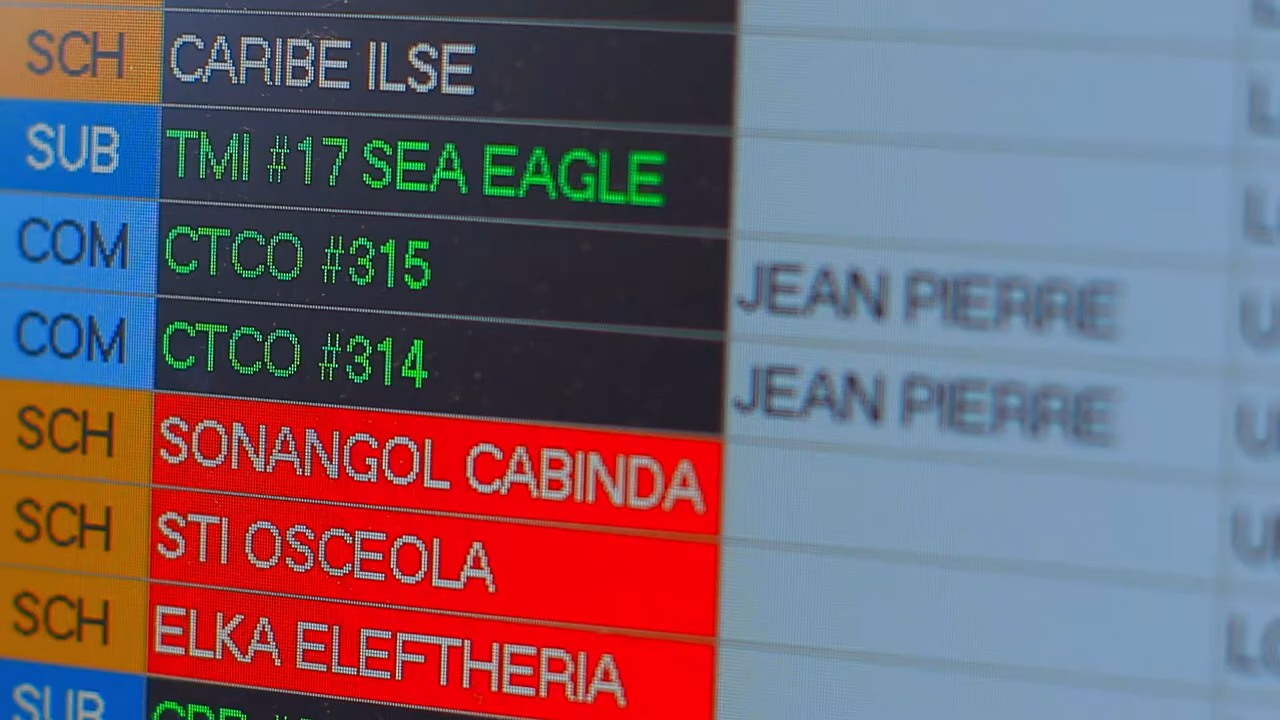 SCH CARIBE ILSE
SUB TMI #17 SEA EAGLE
COM CTCO #315 JEAN PIERRE
COM CTCO #314 JEAN PIERRE
SCH SONANGOL CABINDA
SCH STI OSCEOLA
SCH ELKA ELEFTHERIA
SUB